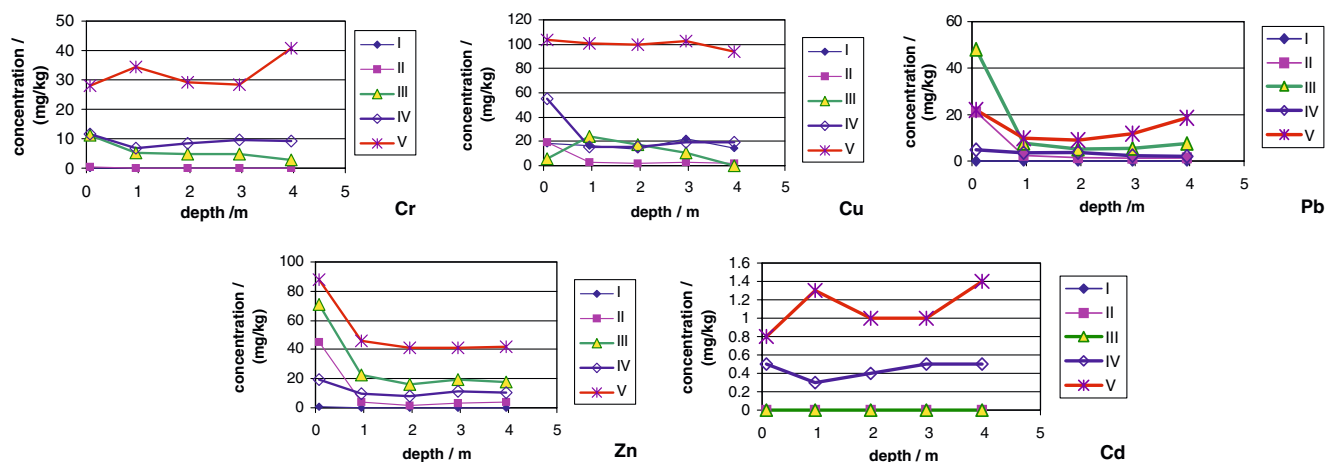 concentration /
(mg/kg)
50
40
30
20
10
0
0 1 2 3 4 5
depth /m
I
II
III
IV
V
Cr
concentration /
(mg/kg)
120
100
80
60
40
20
0
0 1 2 3 4 5
depth / m
I
II
III
IV
V
Cu
concentration /
(mg/kg)
60
40
20
0
0 1 2 3 4 5
depth / m
I
II
III
IV
V
Pb
concentration /
(mg/kg)
100
80
60
40
20
0
0 1 2 3 4 5
depth / m
I
II
III
IV
V
Zn
concentration /
(mg/kg)
1.6
1.4
1.2
1
0.8
0.6
0.4
0.2
0
0 1 2 3 4 5
depth / m
I
II
III
IV
V
Cd